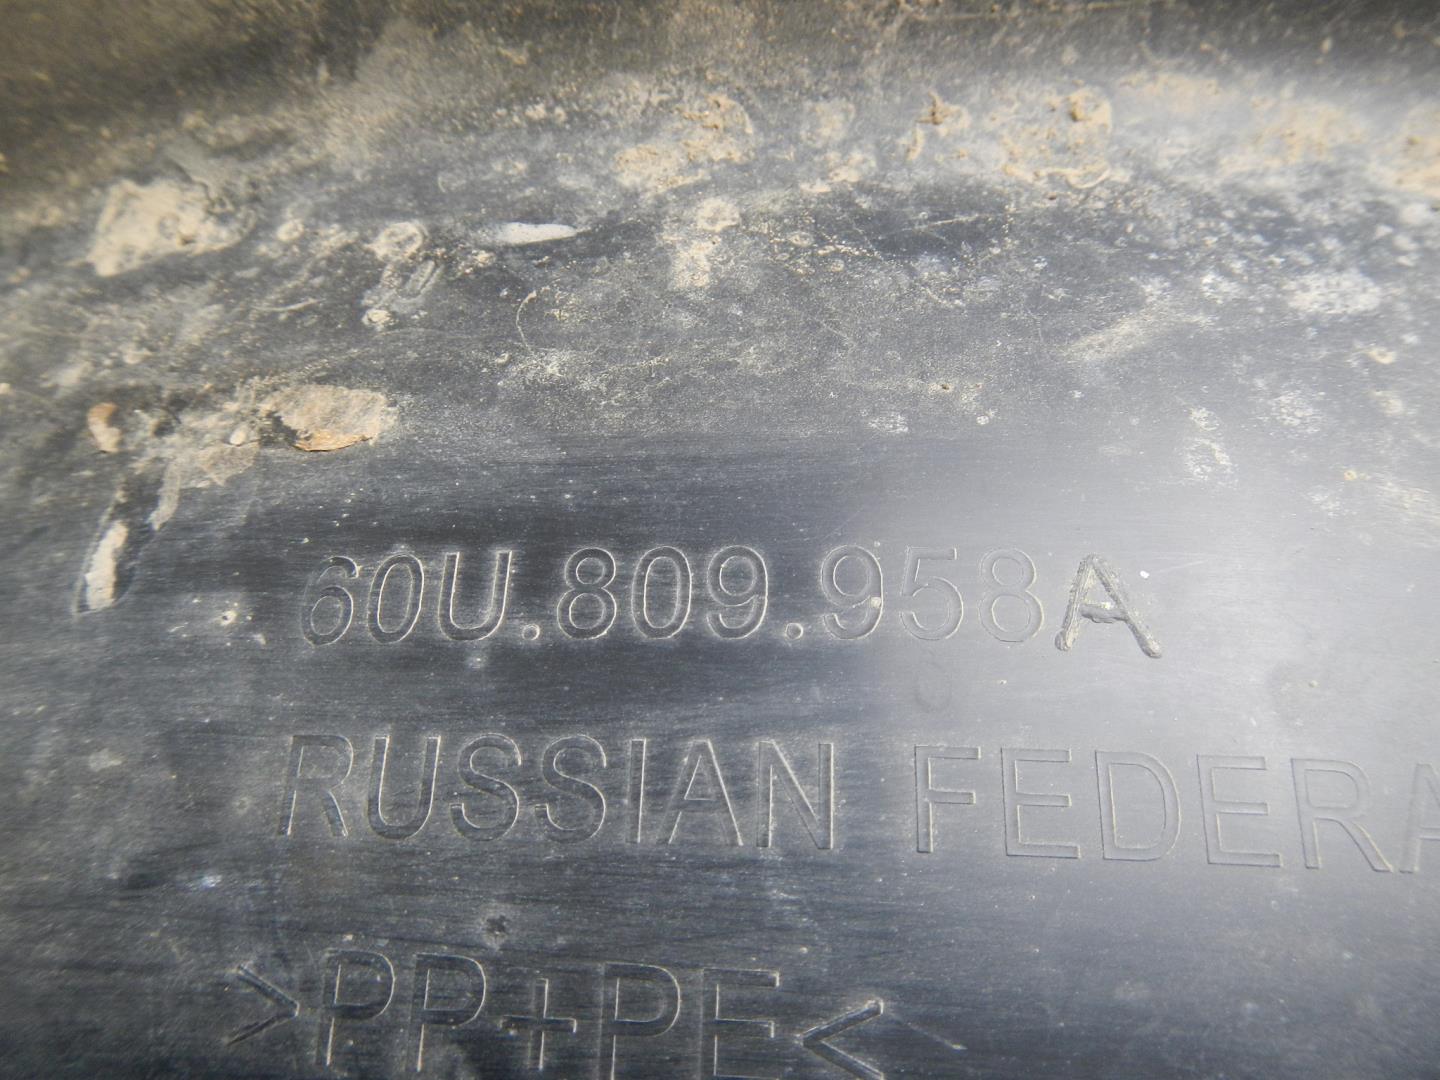 60U.809.958A
RUSSIAN FEDERA
>PP+PE<